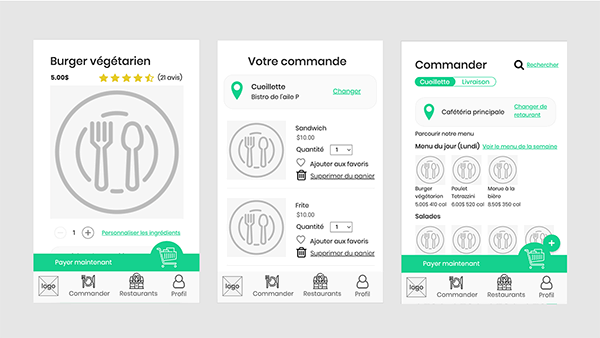 Burger végétarien
5.00$ (21 avis)
1 Personnaliser les ingrédients
Payer maintenant
logo Commander Restaurants Profil
Votre commande
Cueillette
Bistro de l'aile P
Changer
Sandwich
$10.00
Quantité 1
Ajouter aux favoris
Supprimer du panier
Frite
$10.00
Quantité 1
Ajouter aux favoris
Supprimer du panier
logo Commander Restaurants Profil
Commander Rechercher
Cueillette Livraison
Cafétéria principale
Changer de
retaurant
Parcourir notre menu
Menu du jour (Lundi) Voir le menu de la semaine
Burger
végétarien
5.00$ 410 cal
Poulet
Tetrazzini
6.00$ 520 cal
Morue à la
bière
8.50$ 350 cal
Salades
Payer maintenant
logo Commander Restaurants Profil